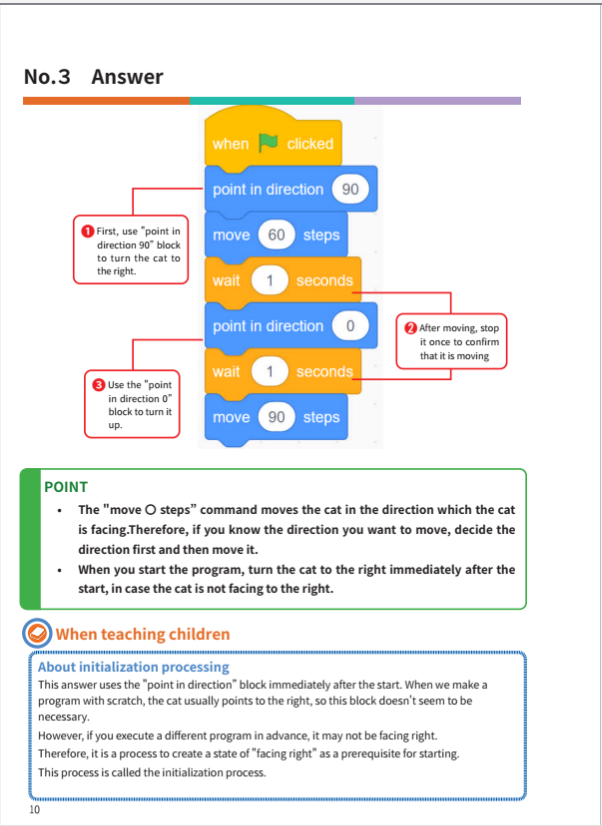 No.3 Answer
when clicked
point in direction 90
move 60 steps
wait 1 seconds
point in direction 0
wait 1 seconds
move 90 steps
1 First, use "point in
direction 90" block
to turn the cat to
the right.
2 After moving, stop
it once to confirm
that it is moving
3 Use the "point
in direction 0"
block to turn it
up.
POINT
• The "move O steps" command moves the cat in the direction which the cat
is facing.Therefore, if you know the direction you want to move, decide the
direction first and then move it.
• When you start the program, turn the cat to the right immediately after the
start, in case the cat is not facing to the right.
When teaching children
About initialization processing
This answer uses the "point in direction" block immediately after the start. When we make a
program with scratch, the cat usually points to the right, so this block doesn't seem to be
necessary.
However, if you execute a different program in advance, it may not be facing right.
Therefore, it is a process to create a state of "facing right" as a prerequisite for starting.
This process is called the initialization process.
10